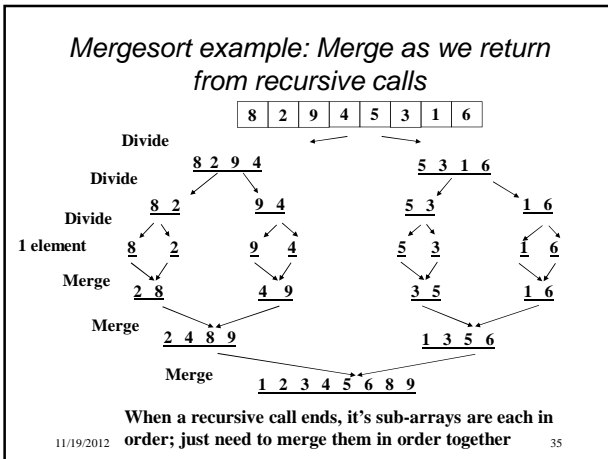 Mergesort example: Merge as we return
from recursive calls
8 2 9 4 5 3 1 6
Divide
8 2 9 4 5 3 1 6
Divide
8 2 9 4 5 3 1 6
Divide
1 element 8 2 9 4 5 3 1 6
Merge
2 8 4 9 3 5 1 6
Merge
2 4 8 9 1 3 5 6
Merge
1 2 3 4 5 6 8 9
When a recursive call ends, it's sub-arrays are each in
order; just need to merge them in order together
11/19/2012 35